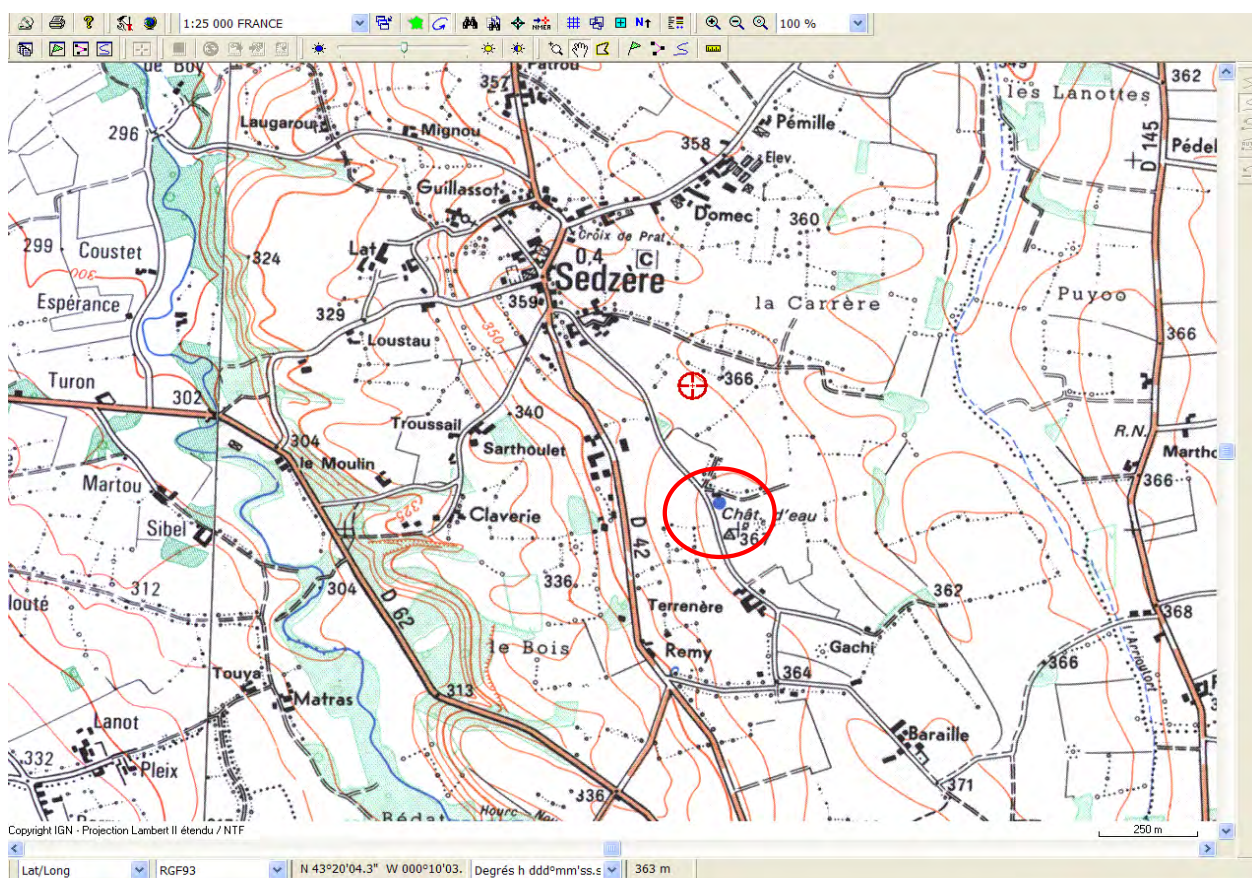 1:25 000 FRANCE
NMER
N↑
100 %
de Boy
Patrou
357
349
362
les Lanottes
Laugarou
296
Mignou
Pémille
358
D 145
Pédel
Elev.
Guillassot
Domec
360
299
Coustet
Lat
Croix de Prat
0.4
C
324
300
Sedzère
Espérance
359
la Carrère
Puyoo
329
350
366
Loustau
366
Turon
302
340
Troussail
R.N.
304
Sarthoulet
le Moulin
Martho
366
Martou
325
Chât. d'eau
Claverie
Sibel
D 42
336
312
304
362
louté
D 62
Terrenère
368
le Bois
l'Arrioutort
Remy
Gachi
366
Touya
364
313
Matras
Lanot
Baraille
332
Pleix
371
336
Hourc
Bédat
Copyright IGN - Projection Lambert II étendu / NTF
250 m
Lat/Long
RGF93
N 43°20'04.3" W 000°10'03.
Degrés h ddd°mm'ss.s
363 m